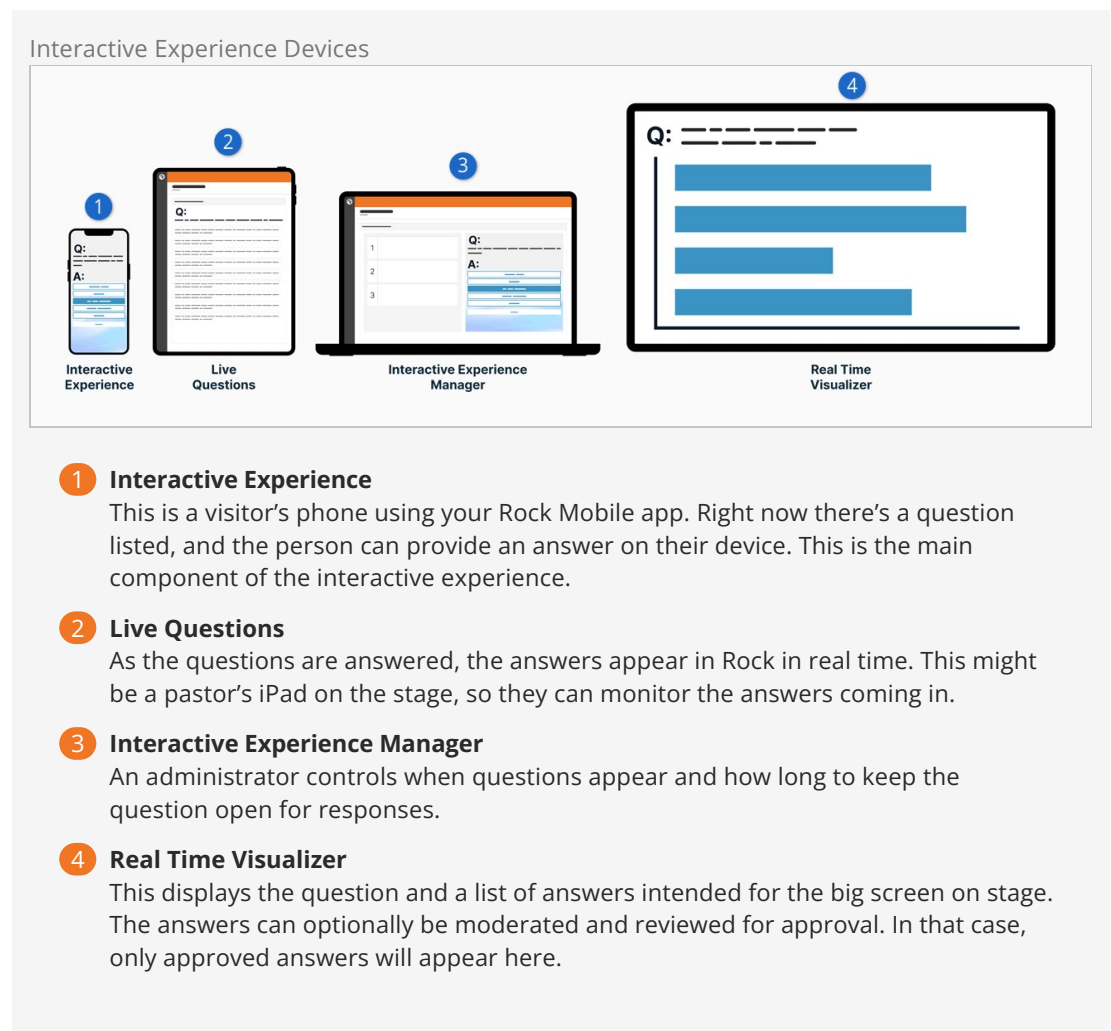 Interactive Experience Devices
4
2
3
1
Q:
Q:
Q:
Q:
A:
A:
1
2
3
Interactive
Experience
Live
Questions
Interactive Experience
Manager
Real Time
Visualizer
1 Interactive Experience
This is a visitor’s phone using your Rock Mobile app. Right now there’s a question
listed, and the person can provide an answer on their device. This is the main
component of the interactive experience.
2 Live Questions
As the questions are answered, the answers appear in Rock in real time. This might
be a pastor’s iPad on the stage, so they can monitor the answers coming in.
3 Interactive Experience Manager
An administrator controls when questions appear and how long to keep the
question open for responses.
4 Real Time Visualizer
This displays the question and a list of answers intended for the big screen on stage.
The answers can optionally be moderated and reviewed for approval. In that case,
only approved answers will appear here.